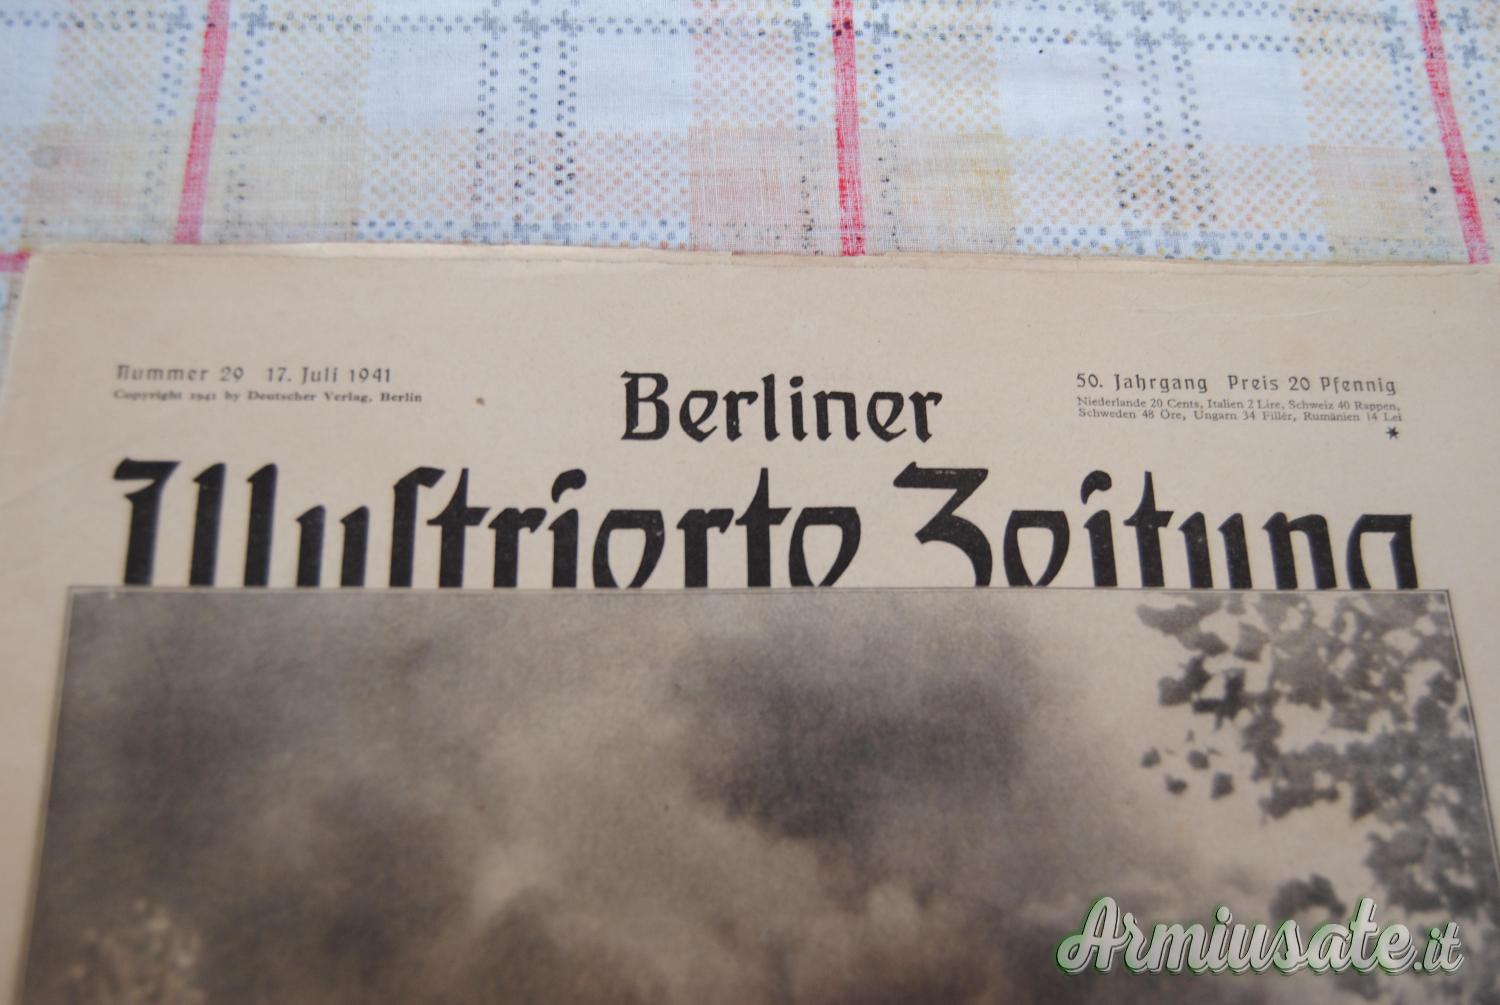 Nummer 29 17. Juli 1941
Copyright 1941 by Deutscher Verlag, Berlin
Berliner
50. Jahrgang Preis 20 Pfennig
Niederlande 20 Cents, Italien 2 Lire, Schweiz 40 Rappen,
Schweden 48 Öre, Ungarn 34 Fillér, Rumänien 14 Lei
*
Illustrierte Zeitung
Armiusate.it